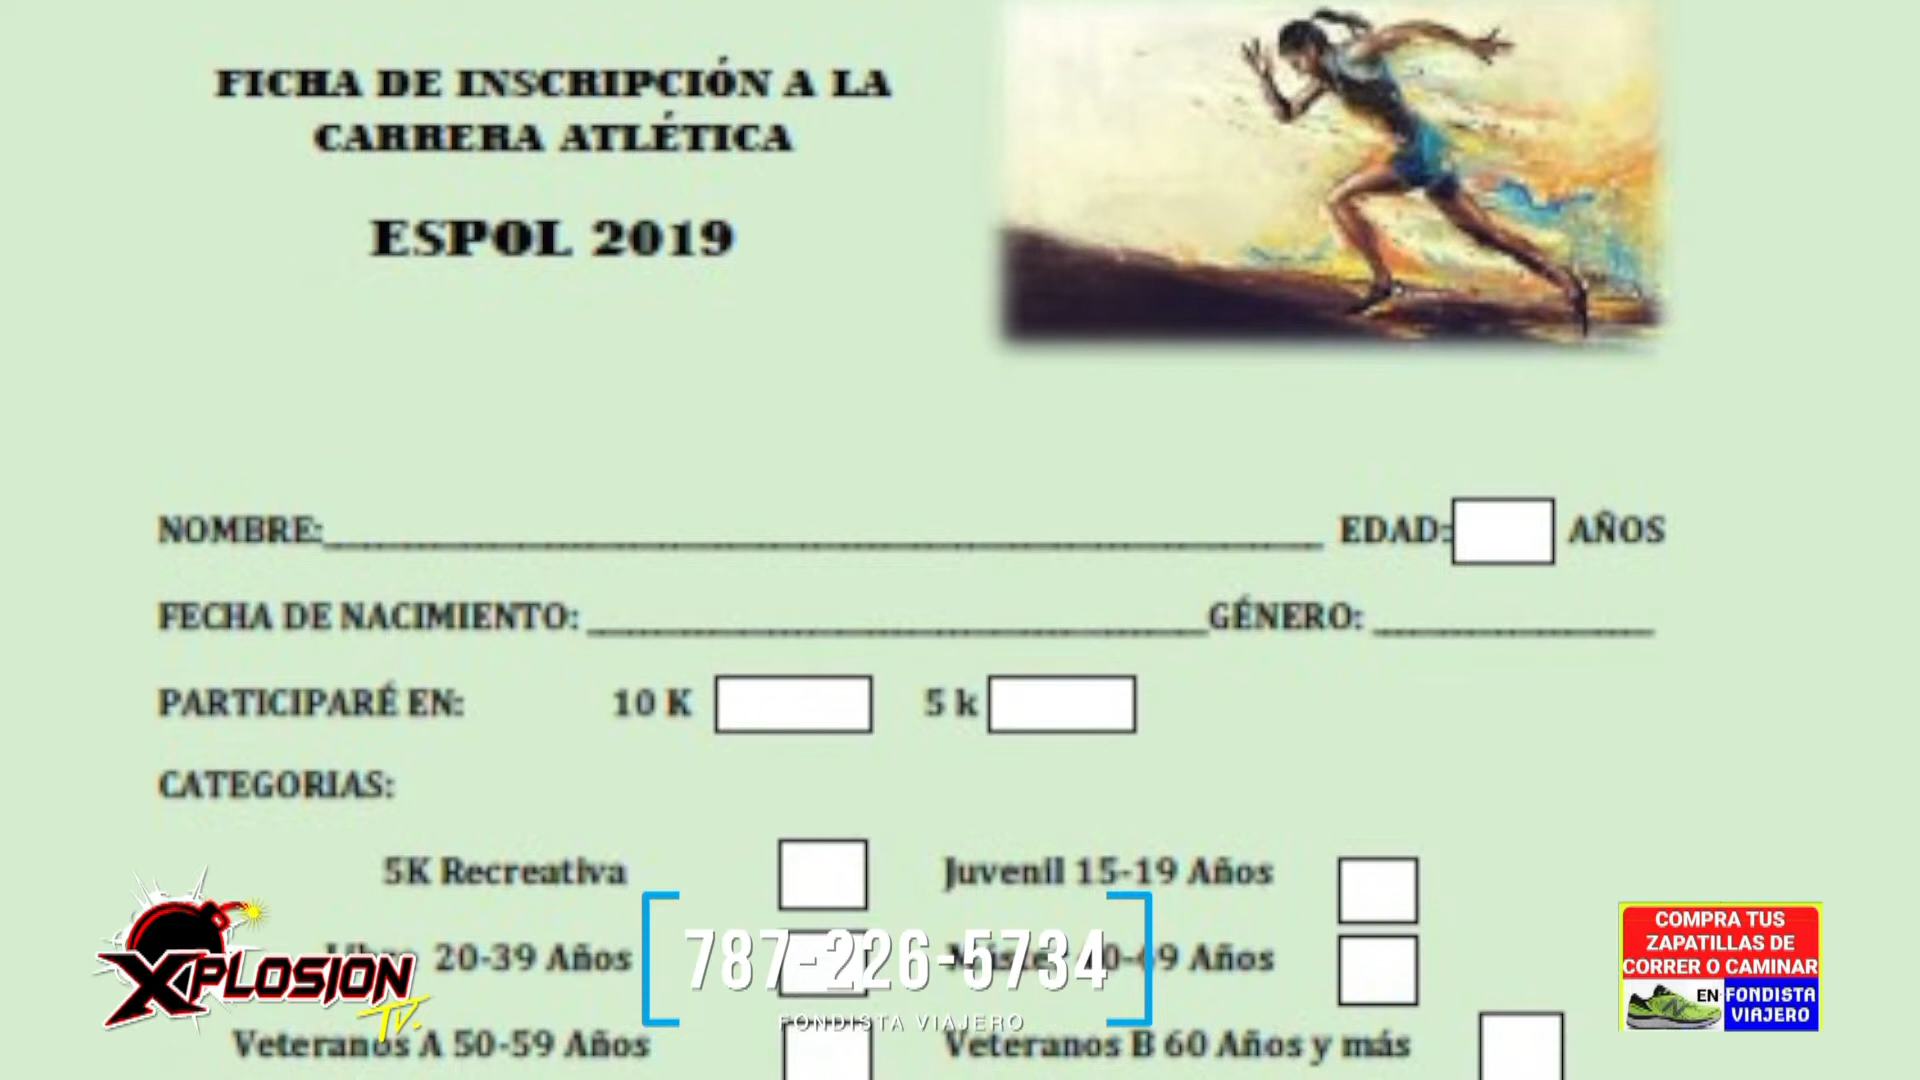 FICHA DE INSCRIPCIÓN A LA
CARRERA ATLÉTICA
ESPOL 2019
NOMBRE: EDAD: AÑOS
FECHA DE NACIMIENTO: GÉNERO:
PARTICIPARÉ EN: 10 K 5 k
CATEGORIAS:
5K Recreativa Juvenil 15-19 Años
20-39 Años Años
Veteranos A 50-59 Años Veteranos B 60 Años y más
XPLOSION
TV.
787-226-5734
FONDISTA VIAJERO
COMPRA TUS
ZAPATILLAS DE
CORRER O CAMINAR
EN FONDISTA
VIAJERO